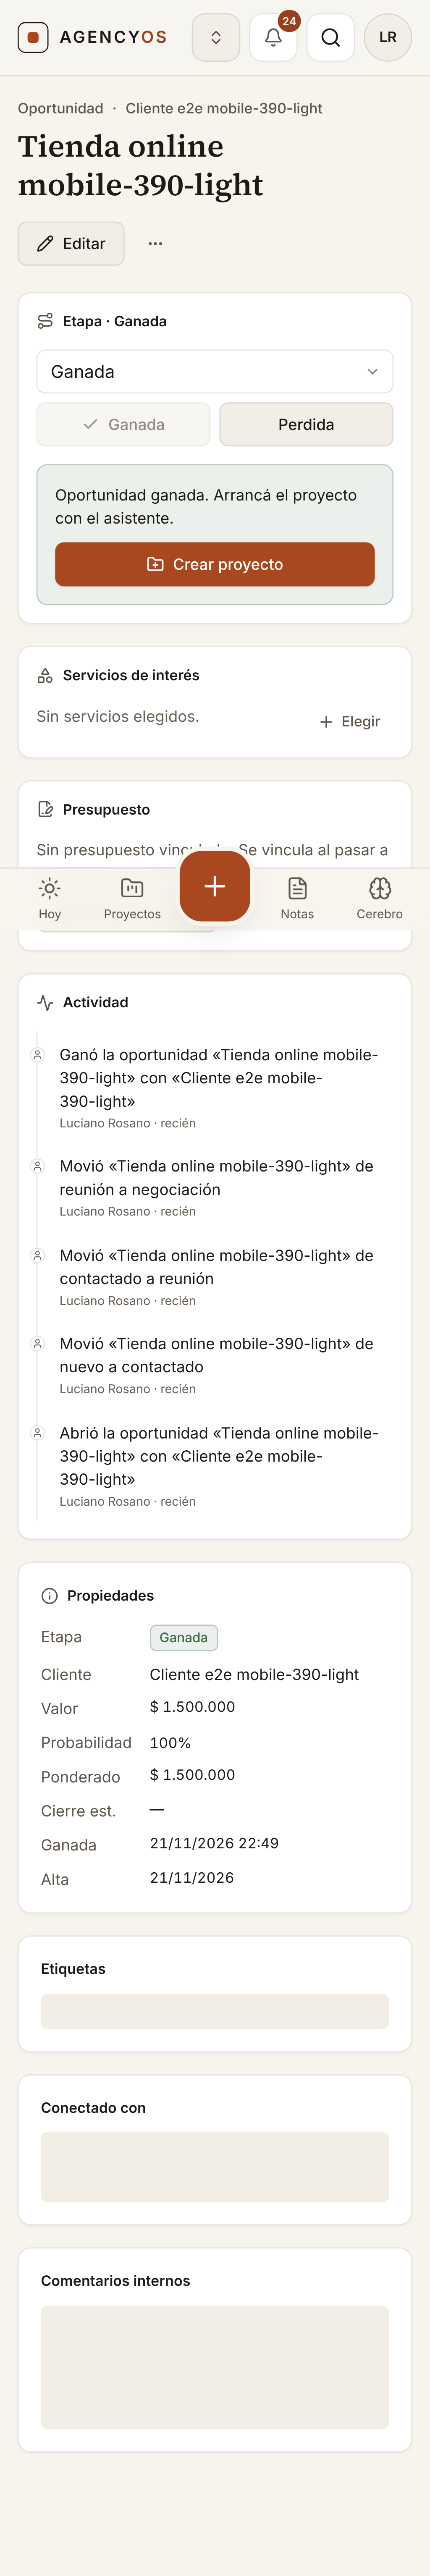 AGENCYOS
24
LR
Oportunidad · Cliente e2e mobile-390-light
Tienda online
mobile-390-light
Editar
Etapa · Ganada
Ganada
Ganada
Perdida
Oportunidad ganada. Arrancá el proyecto
con el asistente.
Crear proyecto
Servicios de interés
Sin servicios elegidos.
Elegir
Presupuesto
Sin presupuesto Se vincula al pasar a
Hoy
Proyectos
Notas
Cerebro
Actividad
Ganó la oportunidad «Tienda online mobile-
390-light» con «Cliente e2e mobile-
390-light»
Luciano Rosano · recién
Movió «Tienda online mobile-390-light» de
reunión a negociación
Luciano Rosano · recién
Movió «Tienda online mobile-390-light» de
contactado a reunión
Luciano Rosano · recién
Movió «Tienda online mobile-390-light» de
nuevo a contactado
Luciano Rosano · recién
Abrió la oportunidad «Tienda online mobile-
390-light» con «Cliente e2e mobile-
390-light»
Luciano Rosano · recién
Propiedades
Etapa Ganada
Cliente Cliente e2e mobile-390-light
Valor $ 1.500.000
Probabilidad 100%
Ponderado $ 1.500.000
Cierre est. —
Ganada 21/11/2026 22:49
Alta 21/11/2026
Etiquetas
Conectado con
Comentarios internos